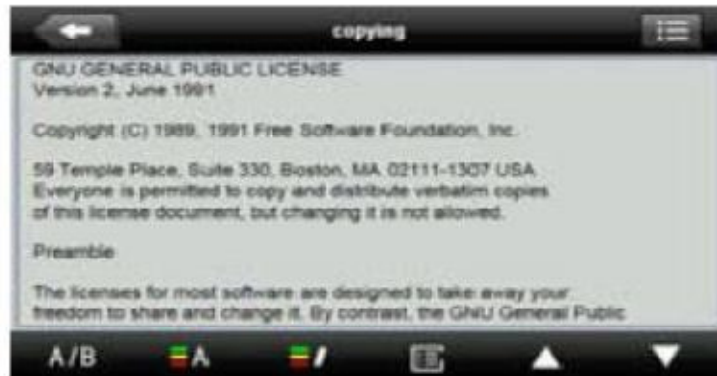 copying
GNU GENERAL PUBLIC LICENSE
Version 2, June 1991
Copyright (C) 1989, 1991 Free Software Foundation, Inc.
59 Temple Place, Suite 330, Boston, MA 02111-1307 USA
Everyone is permitted to copy and distribute verbatim copies
of this license document, but changing it is not allowed.
Preamble
The licenses for most software are designed to take away your
freedom to share and change it. By contrast, the GNU General Public
A/B A